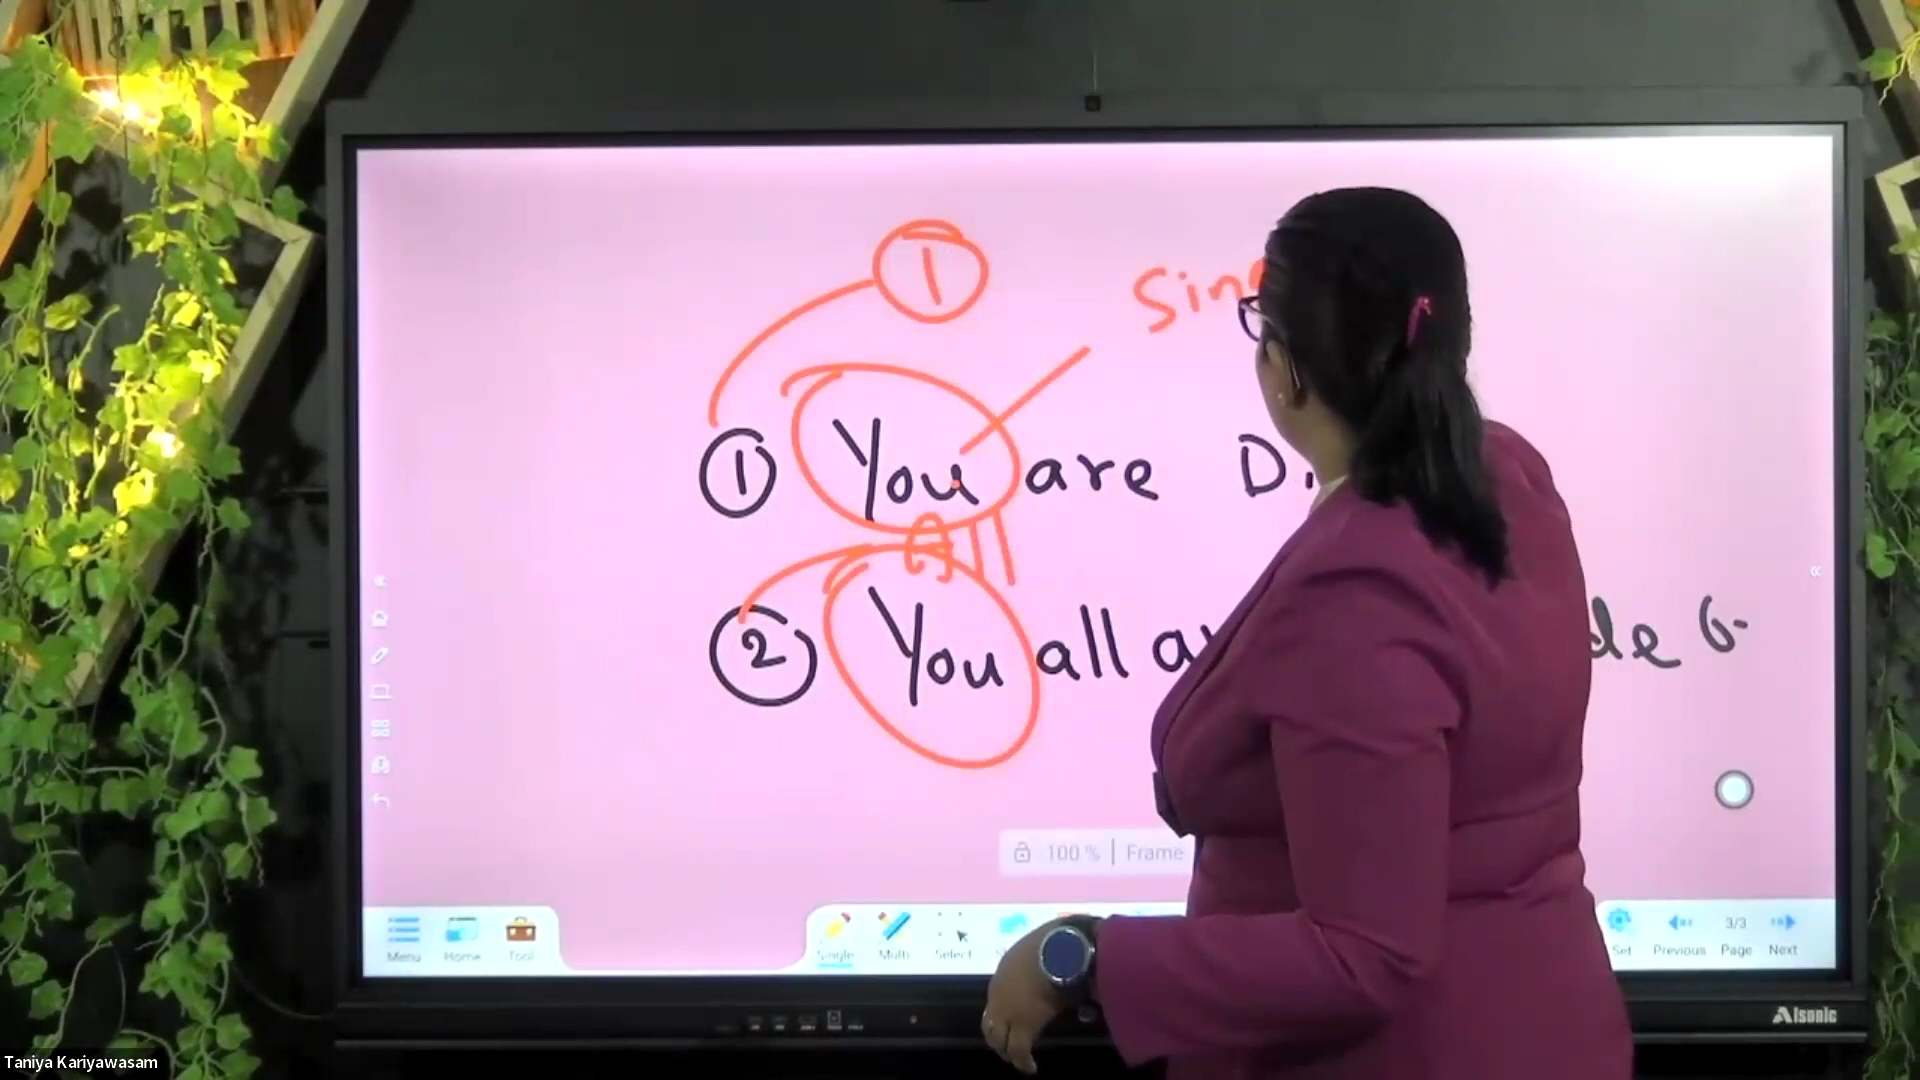 1
Sin
1 You are D
2 You all a de 6.
100 % Frame
Menu Home Tool Single Multi Select Set Previous 3/3 Page Next
Alsonic
Taniya Kariyawasam